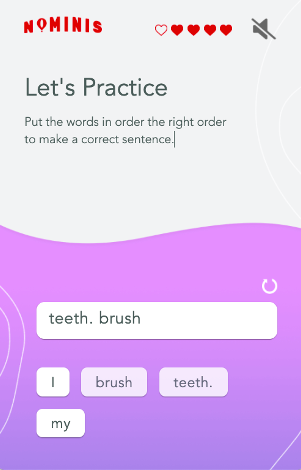 NOMINIS
Let's Practice
Put the words in order the right order
to make a correct sentence.
teeth. brush
I brush teeth.
my